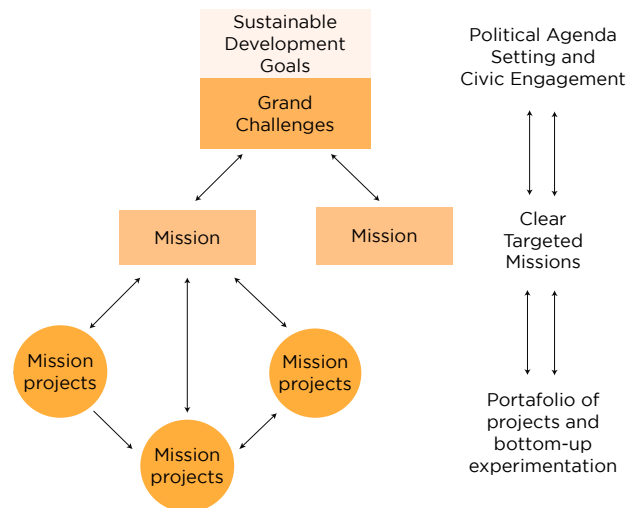 Sustainable
Development
Goals
Grand
Challenges
Mission
Mission
Mission
projects
Mission
projects
Mission
projects
Political Agenda
Setting and
Civic Engagement
Clear
Targeted
Missions
Portafolio of
projects and
bottom-up
experimentation